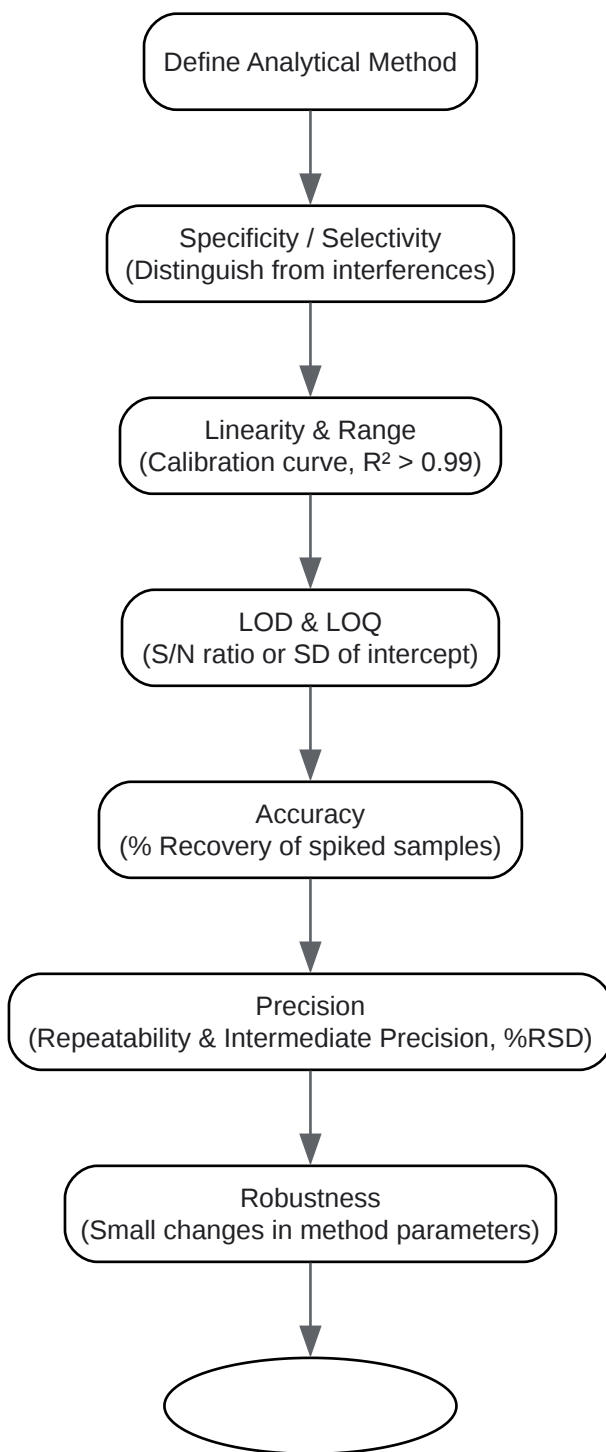 Define Analytical Method
Specificity / Selectivity
(Distinguish from interferences)
Linearity & Range
(Calibration curve, R² > 0.99)
LOD & LOQ
(S/N ratio or SD of intercept)
Accuracy
(% Recovery of spiked samples)
Precision
(Repeatability & Intermediate Precision, %RSD)
Robustness
(Small changes in method parameters)